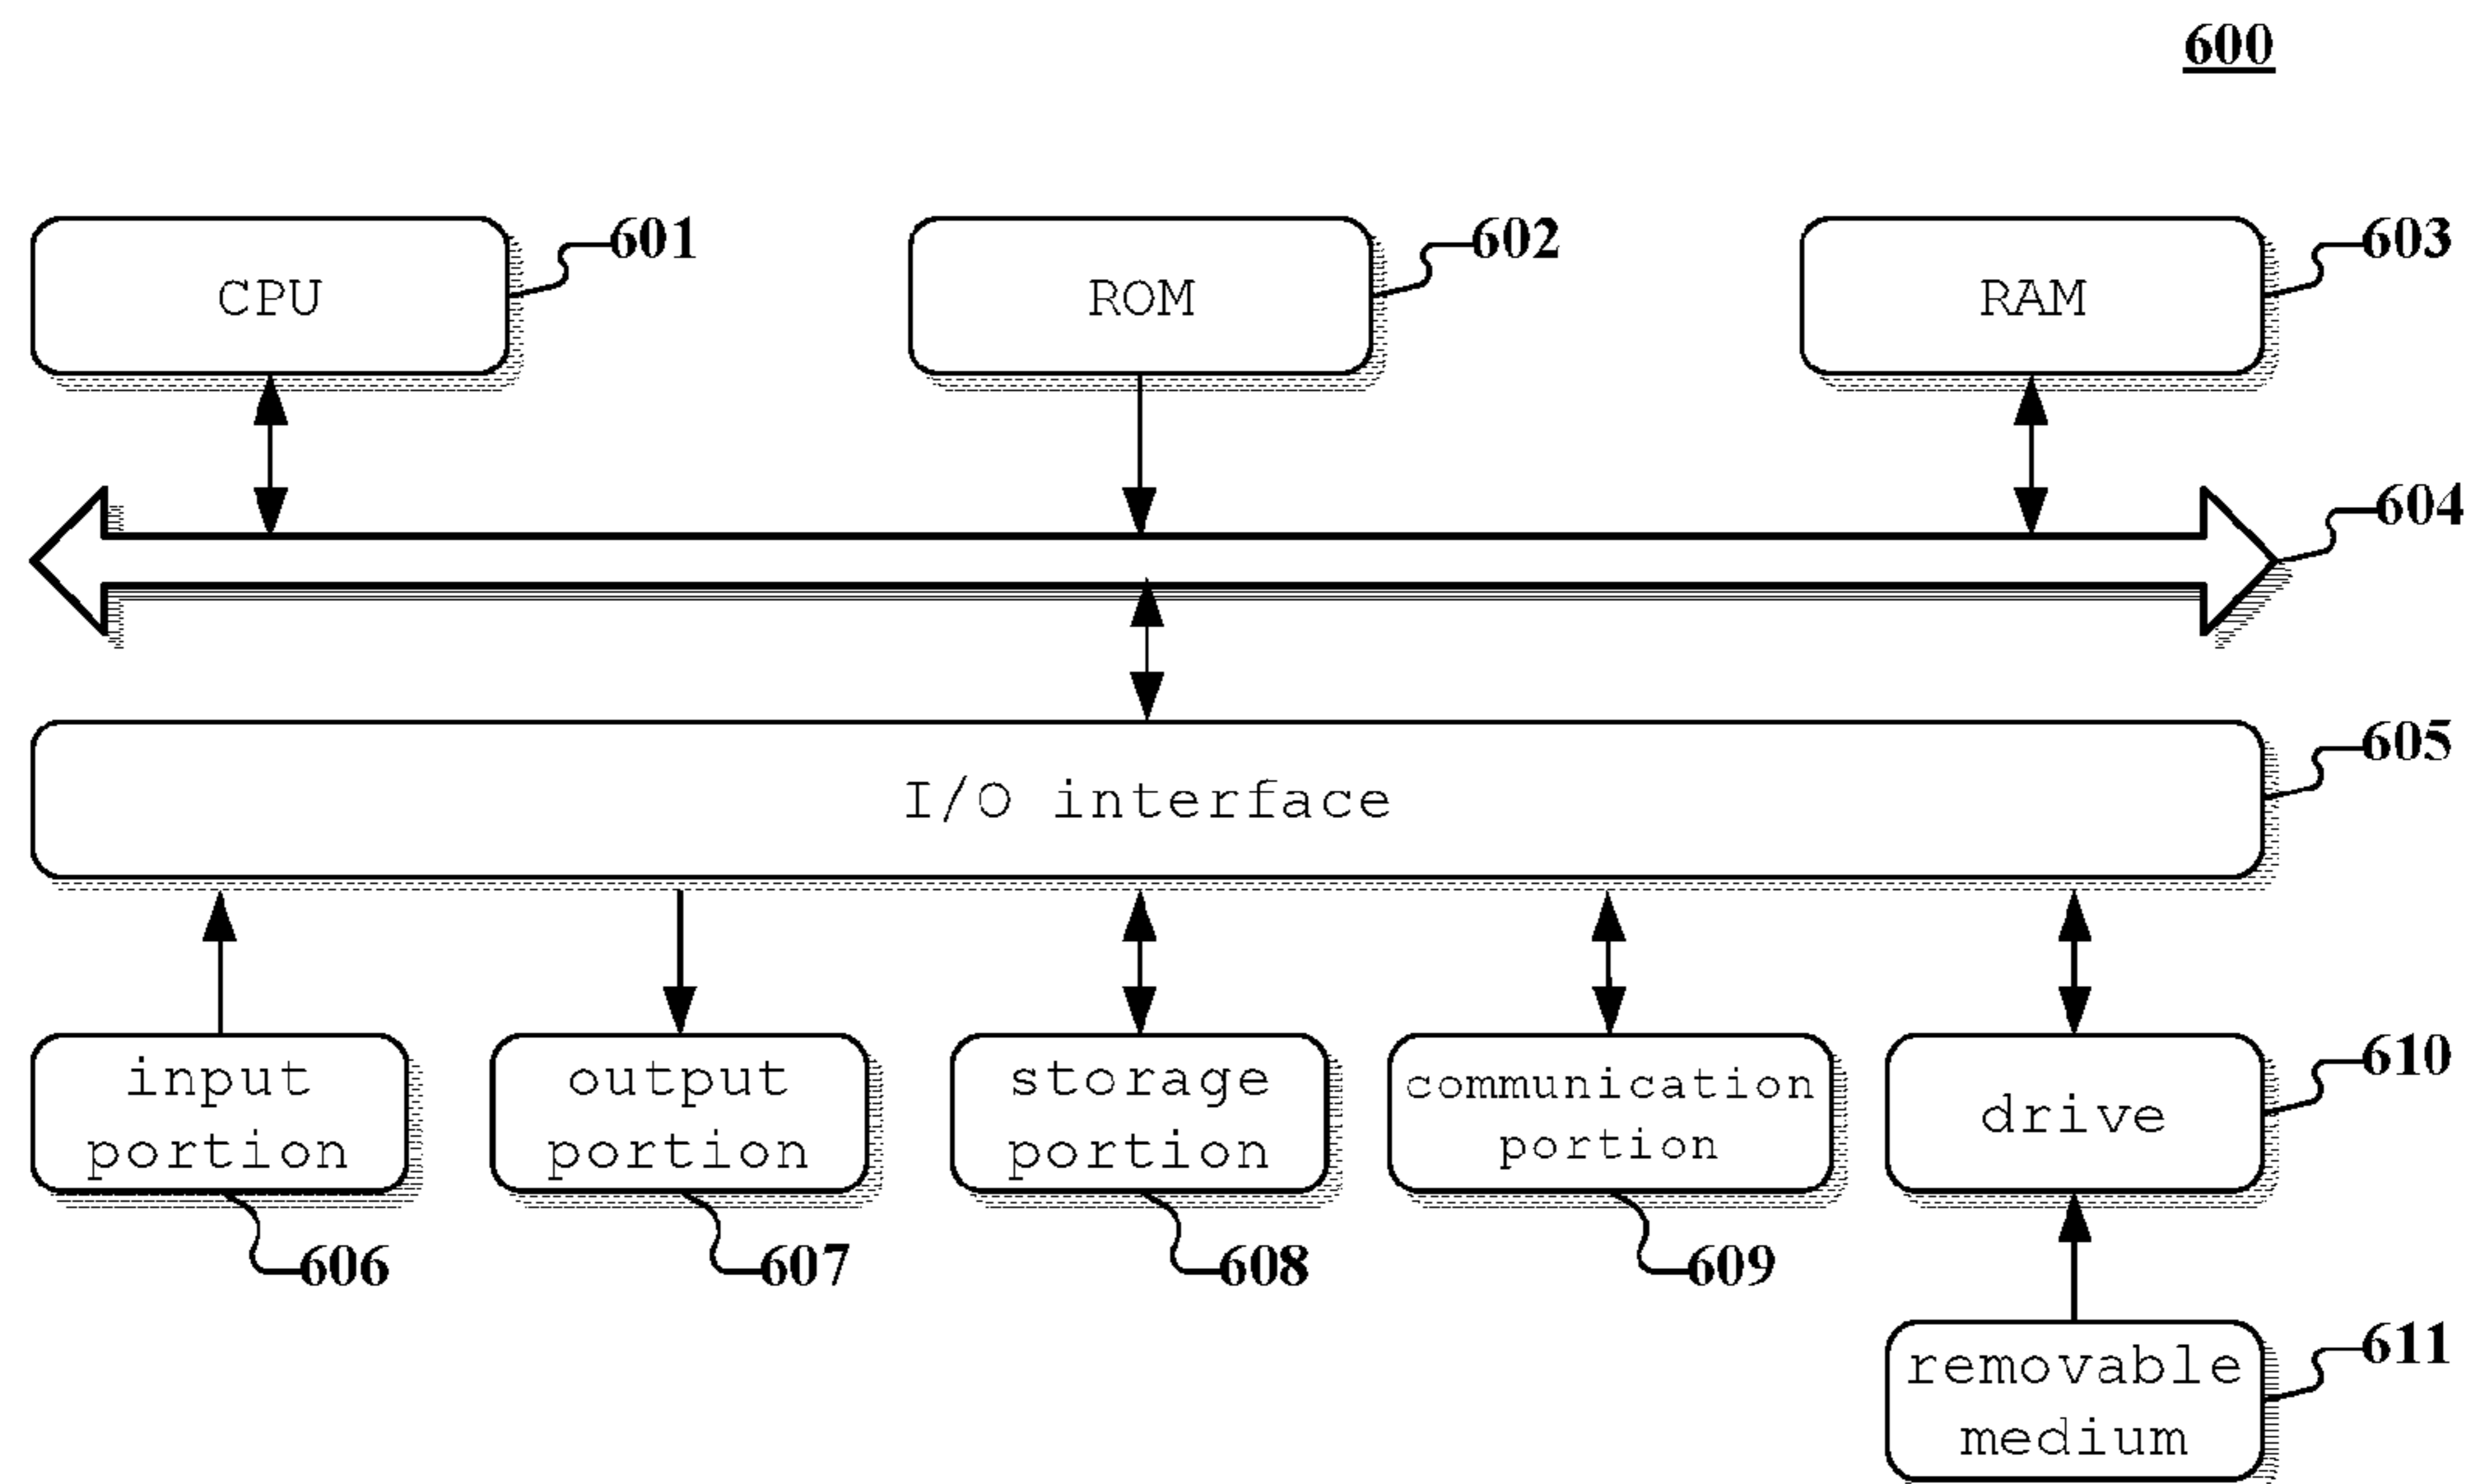 600
CPU
601
ROM
602
RAM
603
604
I/O interface
605
input
portion
output
portion
storage
portion
communication
portion
drive
610
606
607
608
609
removable
medium
611